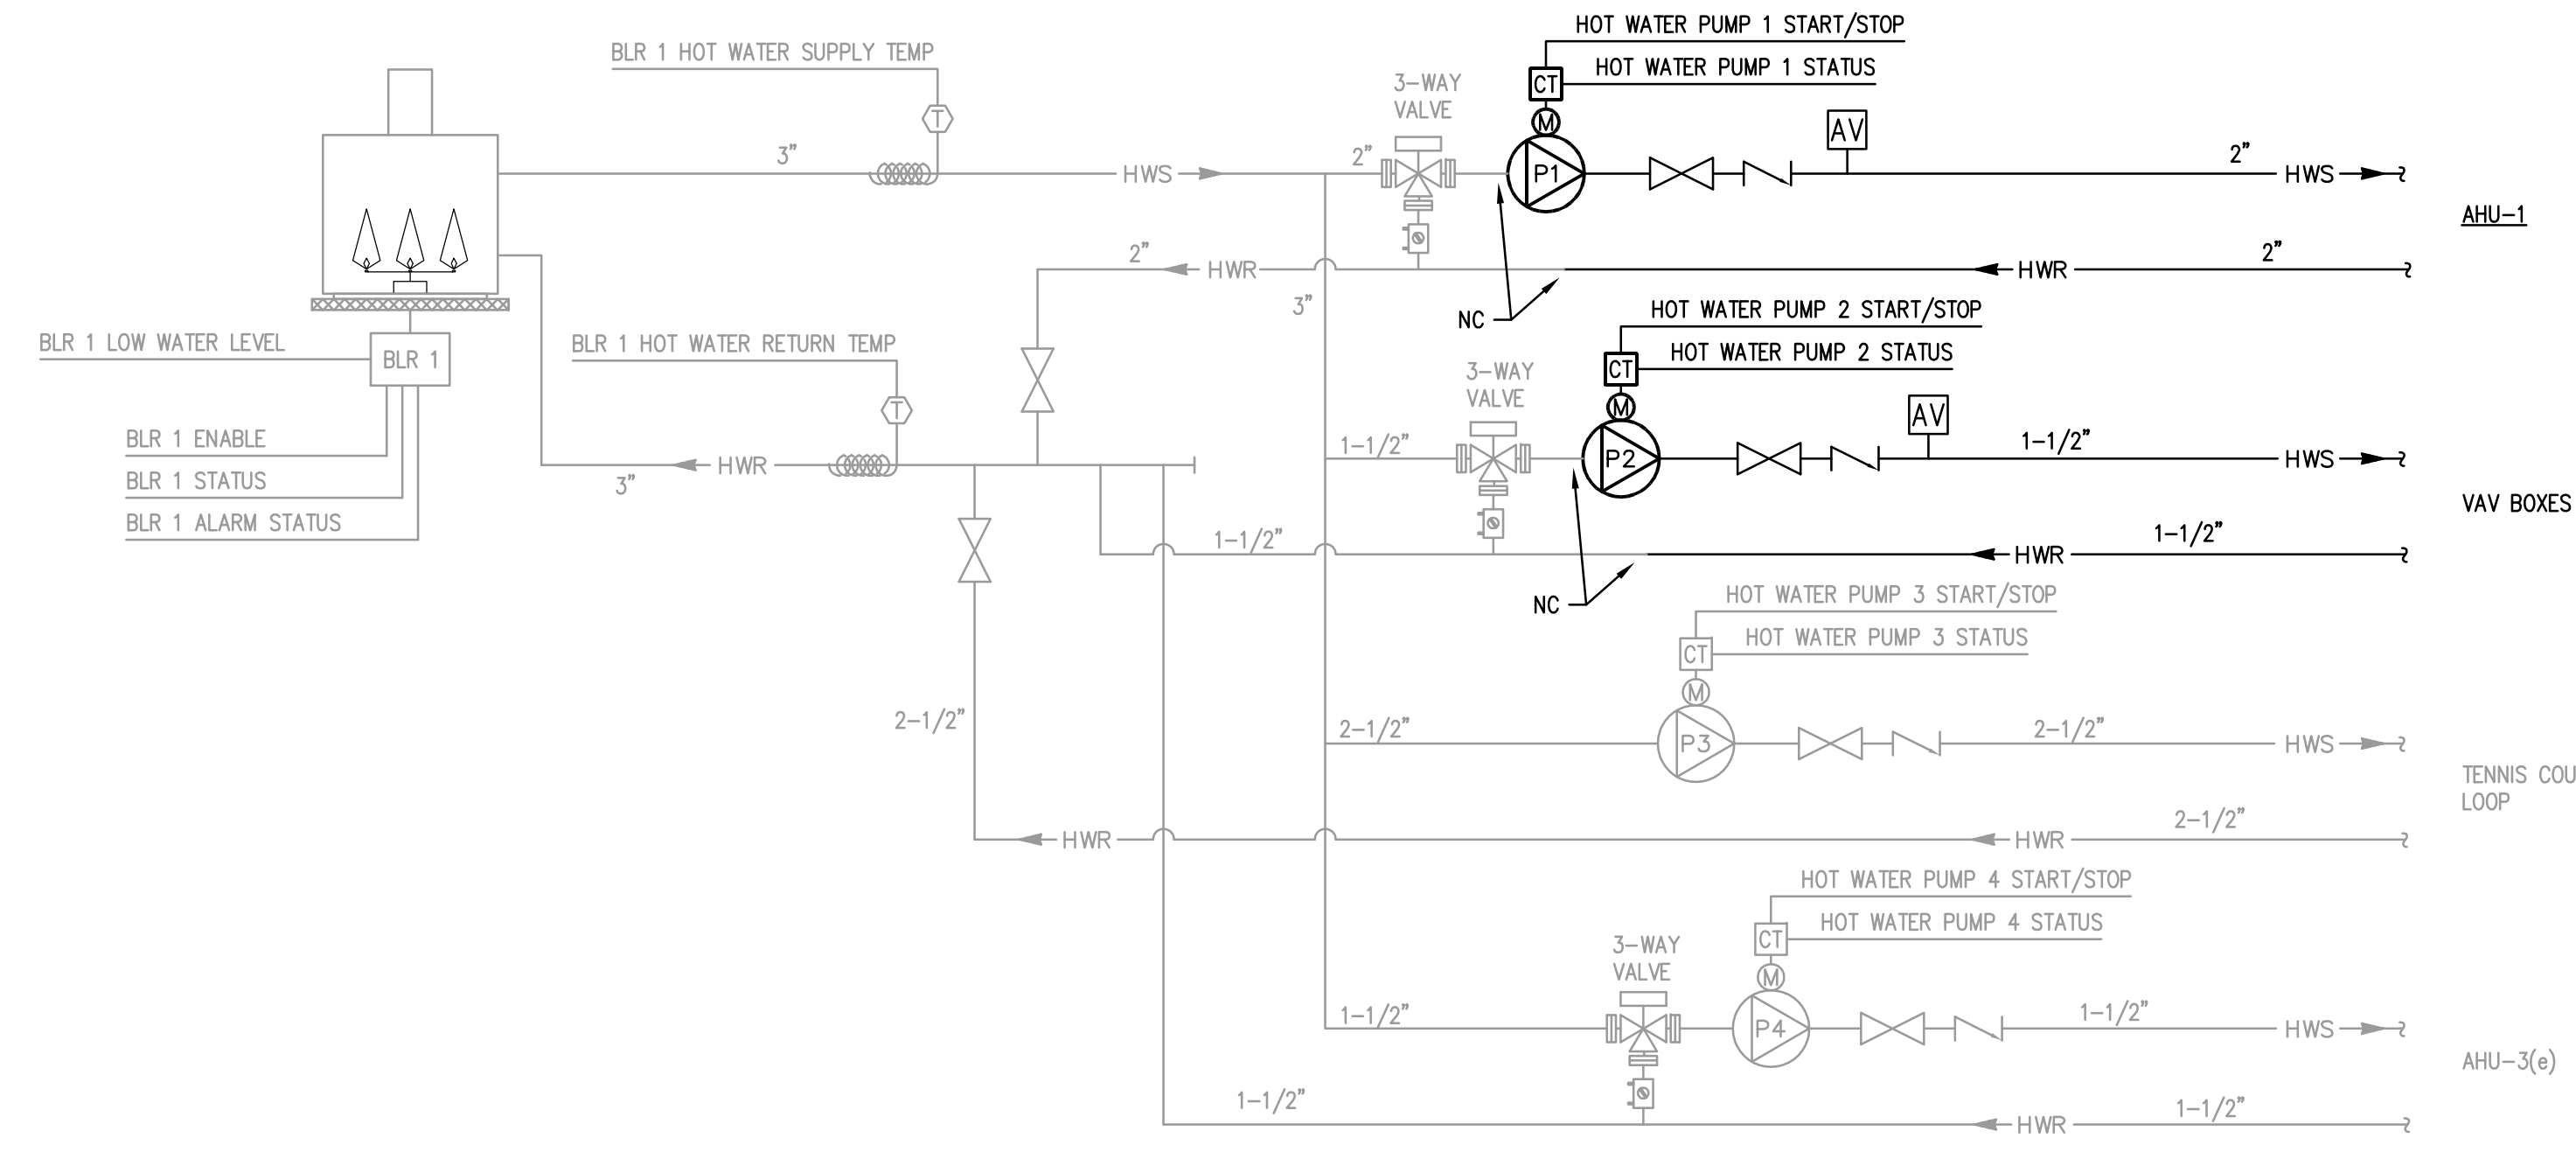 HOT WATER PUMP 1 START/STOP
BLR 1 HOT WATER SUPPLY TEMP
HOT WATER PUMP 1 STATUS
3-WAY
VALVE
CT
T
M
AV
3"
HWS
2"
P1
2"
HWS
AHU-1
2"
HWR
2"
HWR
3"
NC
HOT WATER PUMP 2 START/STOP
BLR 1 LOW WATER LEVEL
BLR 1
BLR 1 HOT WATER RETURN TEMP
HOT WATER PUMP 2 STATUS
3-WAY
VALVE
CT
T
M
AV
BLR 1 ENABLE
1-1/2"
P2
1-1/2"
HWS
BLR 1 STATUS
3"
HWR
VAV BOXES
BLR 1 ALARM STATUS
1-1/2"
1-1/2"
HWR
NC
HOT WATER PUMP 3 START/STOP
HOT WATER PUMP 3 STATUS
CT
M
2-1/2"
2-1/2"
P3
2-1/2"
HWS
TENNIS COU
LOOP
HWR
2-1/2"
HWR
HOT WATER PUMP 4 START/STOP
HOT WATER PUMP 4 STATUS
3-WAY
VALVE
CT
M
1-1/2"
P4
1-1/2"
HWS
AHU-3(e)
1-1/2"
1-1/2"
HWR